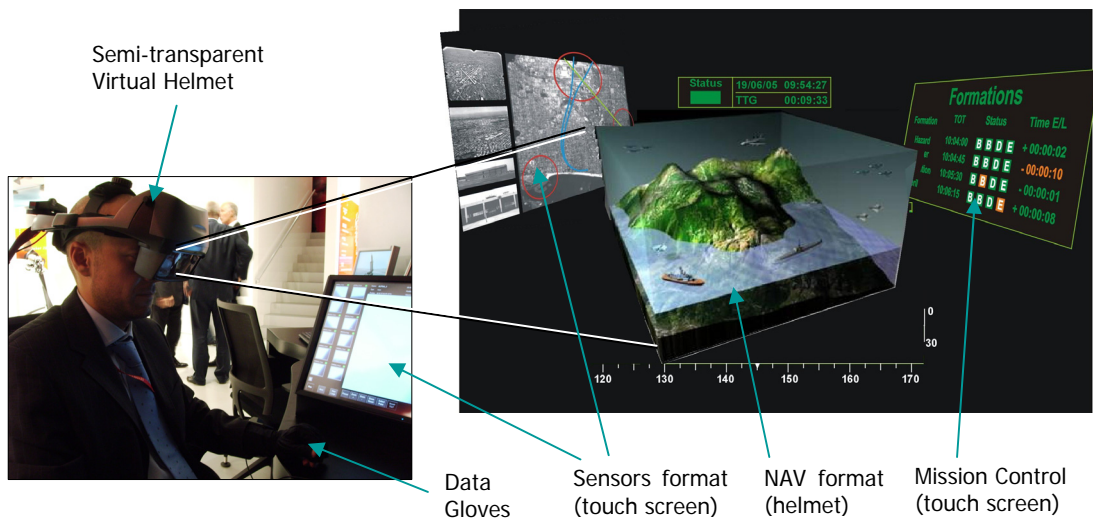 Semi-transparent
Virtual Helmet
Status
19/06/05 09:54:27
TTG 00:09:33
Formations
Formation TOT Status Time E/L
Hazard 10:04:00 B B D E + 00:00:02
er 10:04:45 B B D E - 00:00:10
tion 10:05:30 B B D E - 00:00:01
10:06:15 B B D E + 00:00:08
0
30
120 130 140 150 160 170
Data
Gloves
Sensors format
(touch screen)
NAV format
(helmet)
Mission Control
(touch screen)